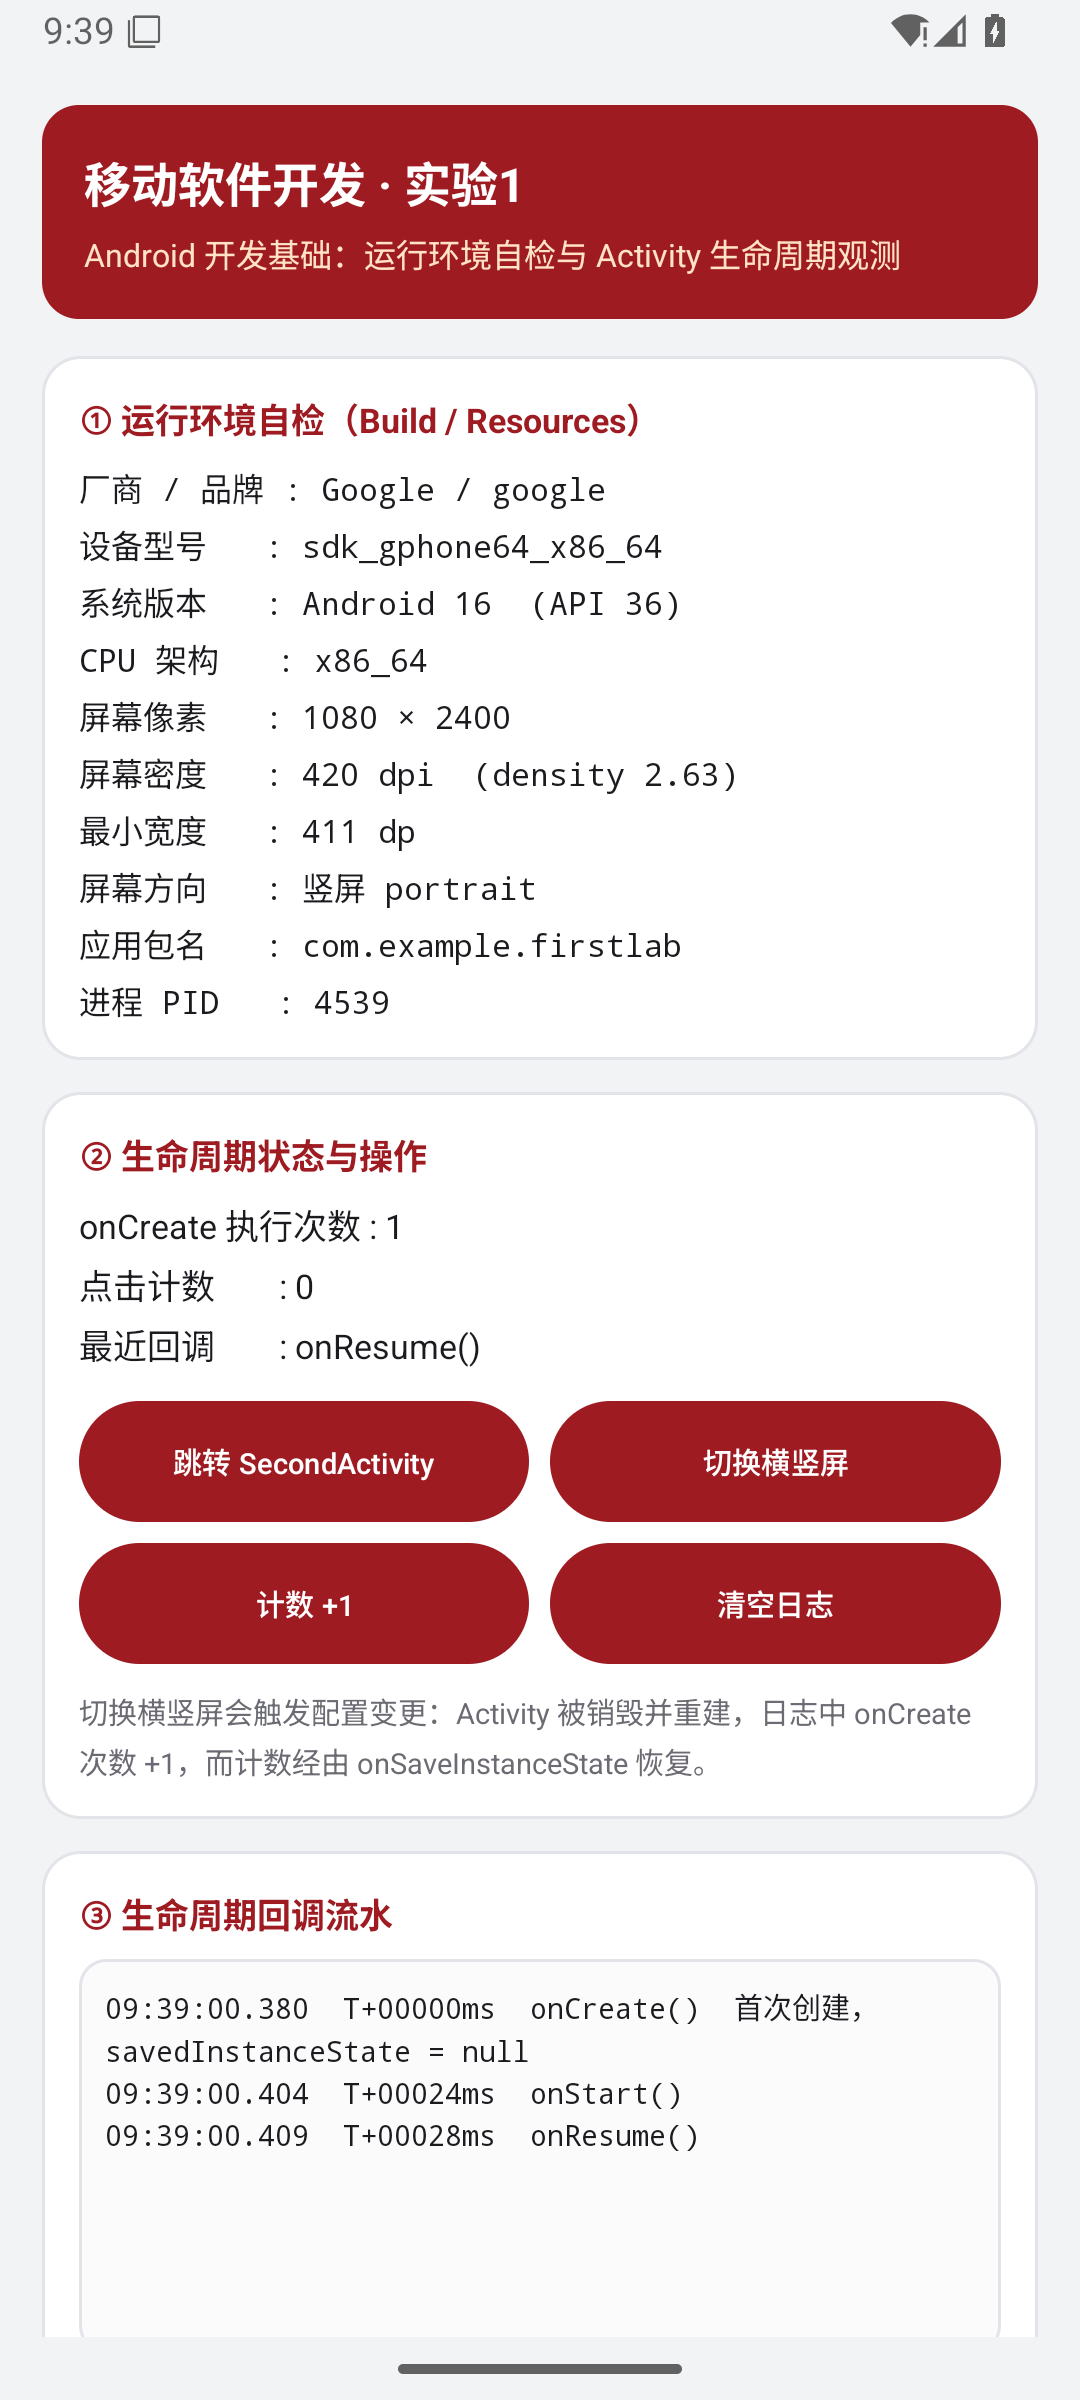 9:39
移动软件开发 · 实验1
Android 开发基础：运行环境自检与 Activity 生命周期观测
① 运行环境自检（Build / Resources）
厂商 / 品牌 : Google / google
设备型号 : sdk_gphone64_x86_64
系统版本 : Android 16 (API 36)
CPU 架构 : x86_64
屏幕像素 : 1080 × 2400
屏幕密度 : 420 dpi (density 2.63)
最小宽度 : 411 dp
屏幕方向 : 竖屏 portrait
应用包名 : com.example.firstlab
进程 PID : 4539
② 生命周期状态与操作
onCreate 执行次数 : 1
点击计数 : 0
最近回调 : onResume()
跳转 SecondActivity
切换横竖屏
计数 +1
清空日志
切换横竖屏会触发配置变更：Activity 被销毁并重建，日志中 onCreate
次数 +1，而计数经由 onSaveInstanceState 恢复。
③ 生命周期回调流水
09:39:00.380 T+00000ms onCreate() 首次创建，
savedInstanceState = null
09:39:00.404 T+00024ms onStart()
09:39:00.409 T+00028ms onResume()